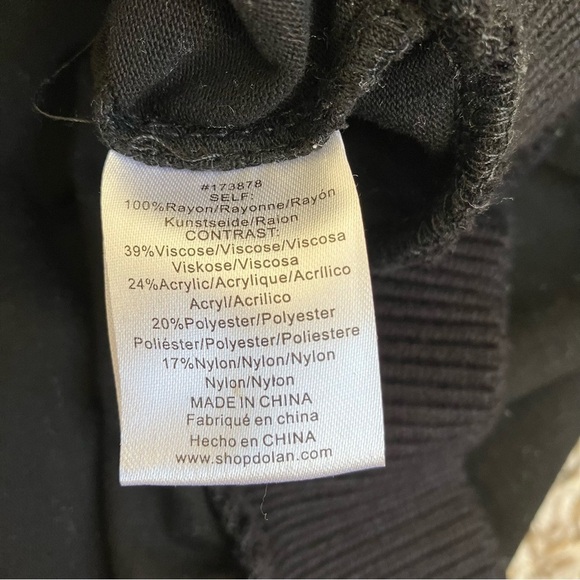 #173878
SELF:
100%Rayon/Rayonne/Rayón
Kunstseide/Raion
CONTRAST:
39%Viscose/Viscose/Viscosa
Viskose/Viscosa
24%Acrylic/Acrylique/Acrílico
Acryl/Acrilico
20%Polyester/Polyester
Poliéster/Polyester/Poliestere
17%Nylon/Nylon/Nylon
Nylon/Nylon
MADE IN CHINA
Fabriqué en china
Hecho en CHINA
www.shopdolan.com